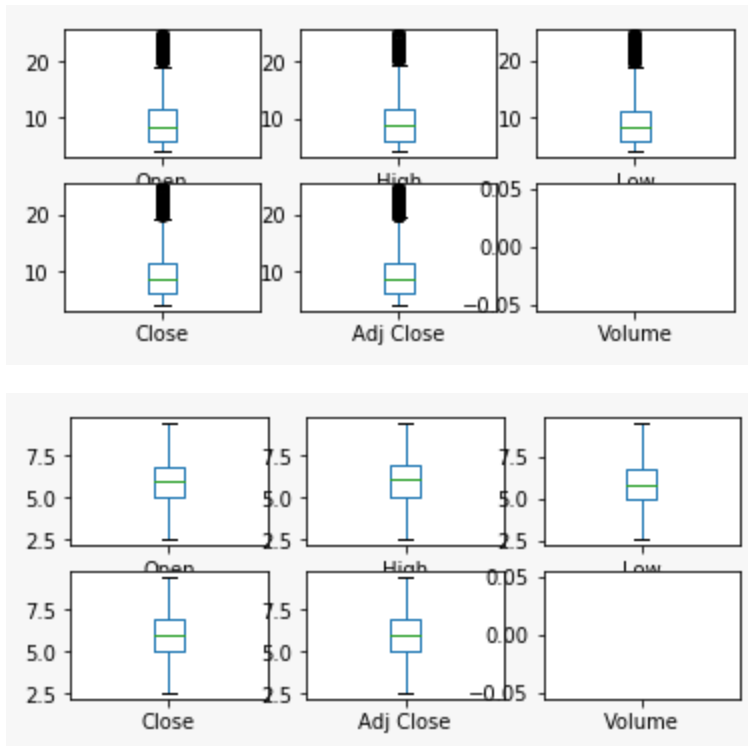 20 20 20
10 10 10
Open High Low
0.05
20 20
0.00
10 10
−0.05
Close Adj Close Volume
7.5 7.5 7.5
5.0 5.0 5.0
2.5 2.5 2.5
Open High Low
0.05
7.5 7.5
0.00
5.0 5.0
2.5 2.5 −0.05
Close Adj Close Volume